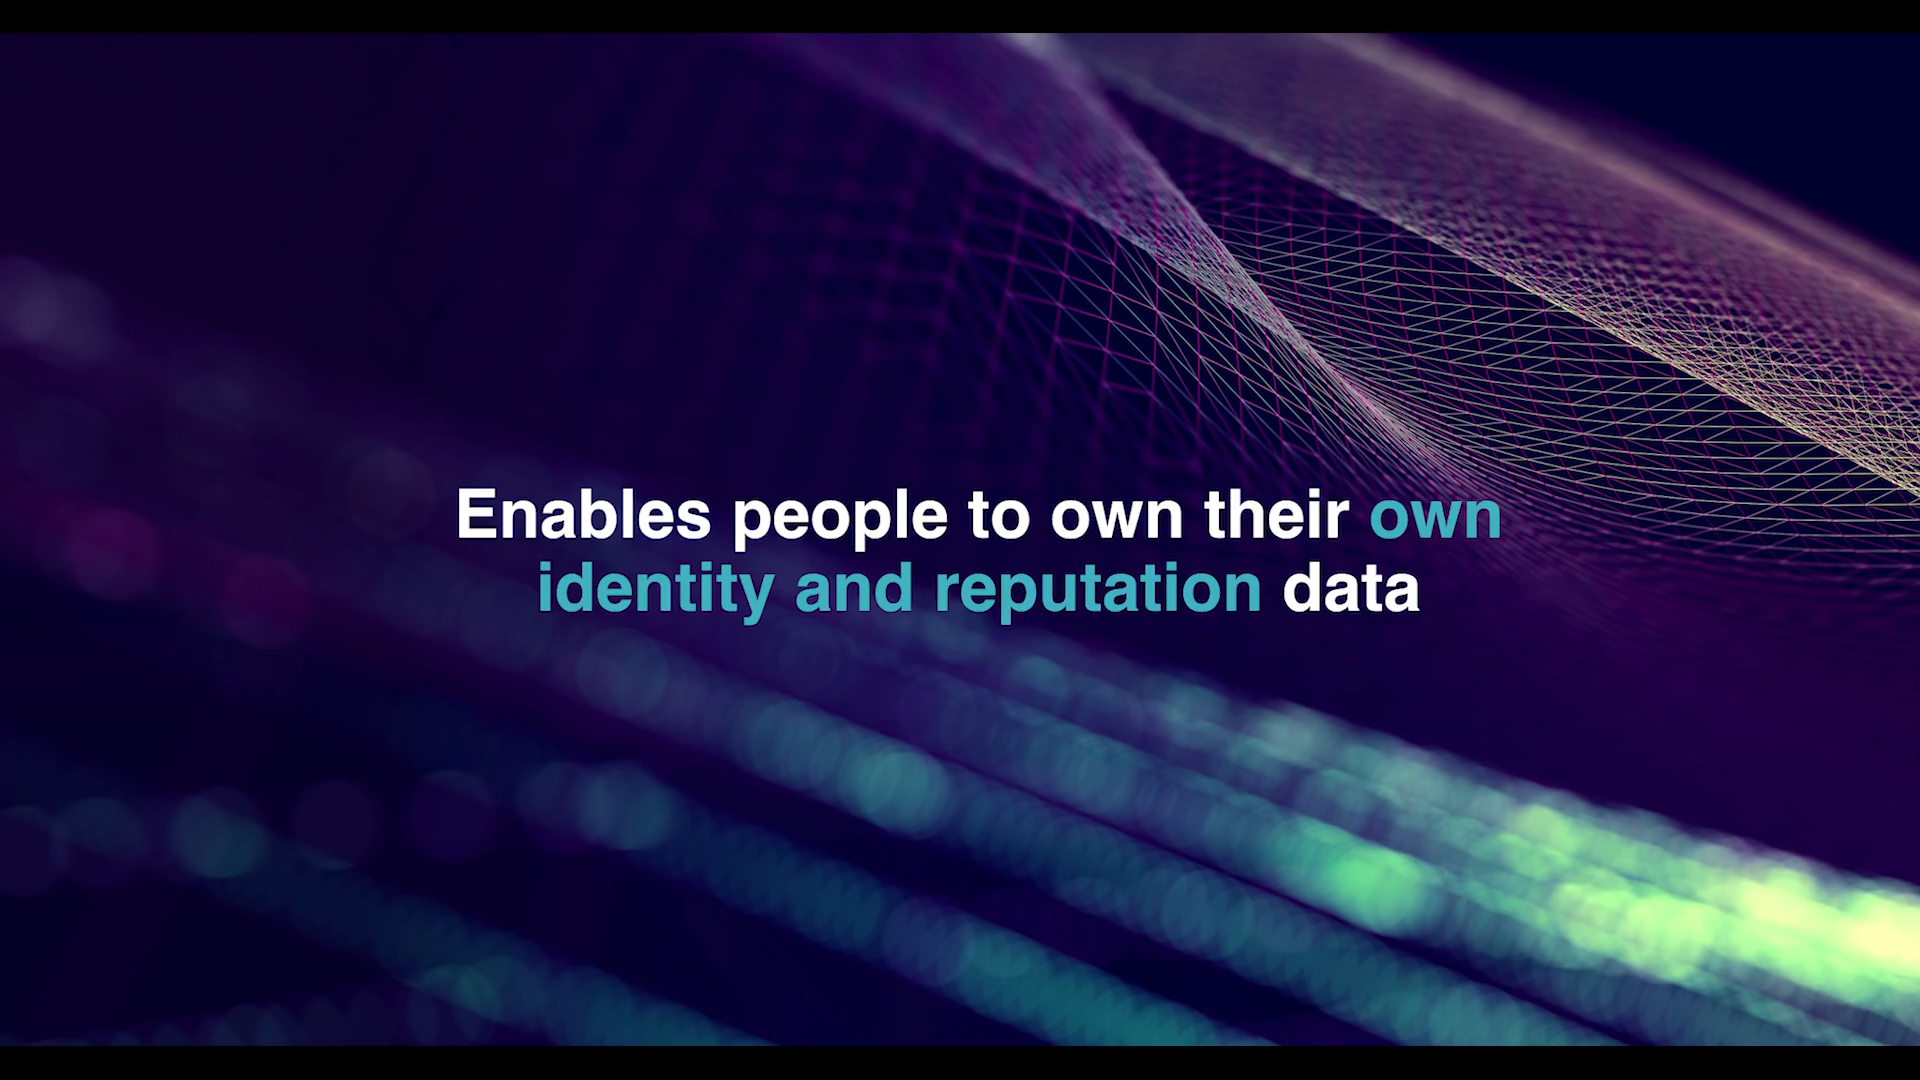 Enables people to own their own
identity and reputation data